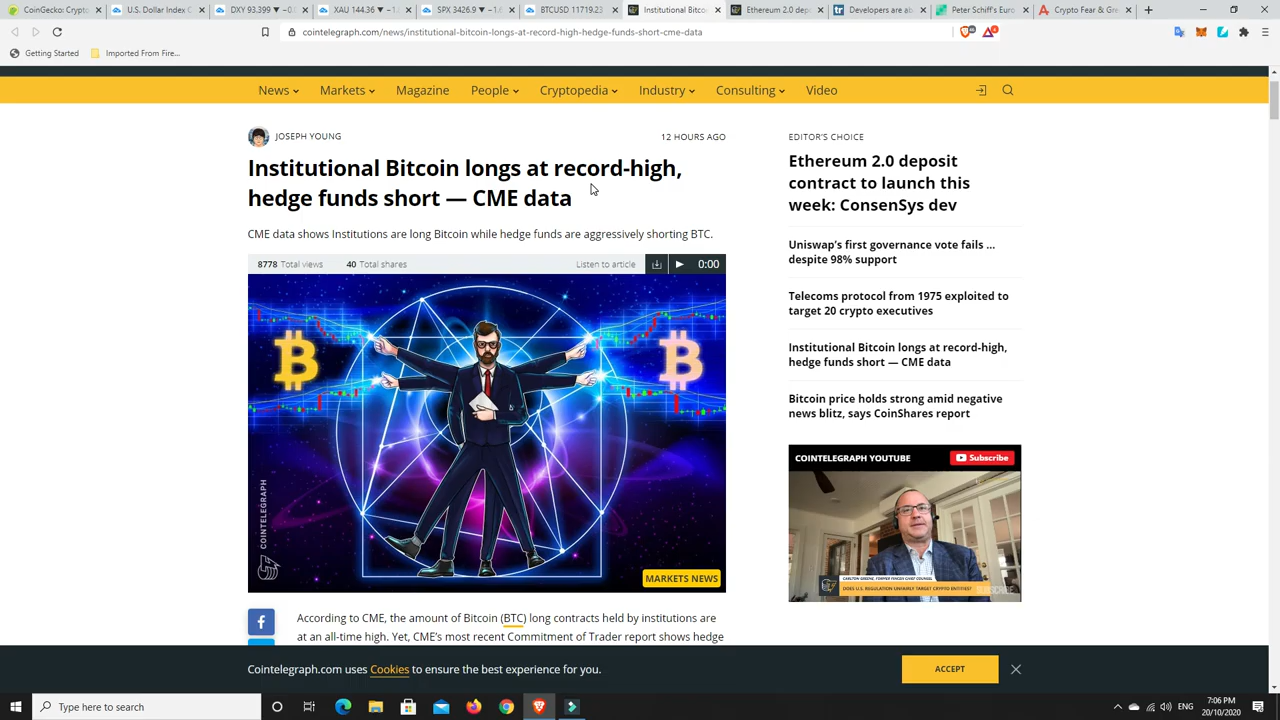 CoinGecko: Crypto
U.S. Dollar Index C
DXY 93.399 ▼ −0.
XAU 144.36 ▼ −1.
SPX 3426.9 ▼ −1.6
BTCUSD 11719.23
Institutional Bitcoi
Ethereum 2.0 depo
Developers are ab
Peter Schiff's Euro
Crypto Fear & Gre
cointelegraph.com/news/institutional-bitcoin-longs-at-record-high-hedge-funds-short-cme-data
Getting Started
Imported From Fire...
News
Markets
Magazine
People
Cryptopedia
Industry
Consulting
Video
JOSEPH YOUNG
12 HOURS AGO
Institutional Bitcoin longs at record-high,
hedge funds short — CME data
CME data shows Institutions are long Bitcoin while hedge funds are aggressively shorting BTC.
8778 Total views
40 Total shares
Listen to article
0:00
COINTELEGRAPH
MARKETS NEWS
According to CME, the amount of Bitcoin (BTC) long contracts held by institutions are
at an all-time high. Yet, CME's most recent Commitment of Trader report shows hedge
EDITOR'S CHOICE
Ethereum 2.0 deposit
contract to launch this
week: ConsenSys dev
Uniswap's first governance vote fails ...
despite 98% support
Telecoms protocol from 1975 exploited to
target 20 crypto executives
Institutional Bitcoin longs at record-high,
hedge funds short — CME data
Bitcoin price holds strong amid negative
news blitz, says CoinShares report
COINTELEGRAPH YOUTUBE
Subscribe
CARLTON GREENE, FORMER FINCEN CHIEF COUNSEL
DOES U.S. REGULATION UNFAIRLY TARGET CRYPTO ENTITIES?
Cointelegraph.com uses Cookies to ensure the best experience for you.
ACCEPT
Type here to search
ENG
7:06 PM
20/10/2020